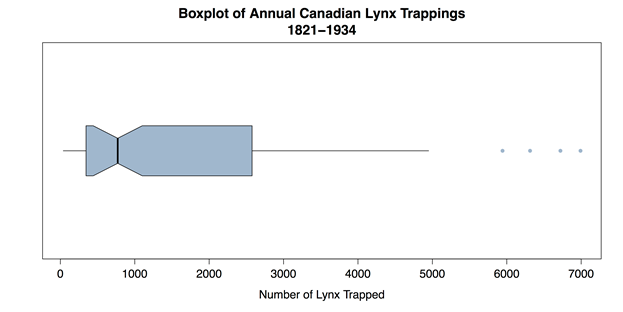 Boxplot of Annual Canadian Lynx Trappings
1821–1934
0 1000 2000 3000 4000 5000 6000 7000
Number of Lynx Trapped